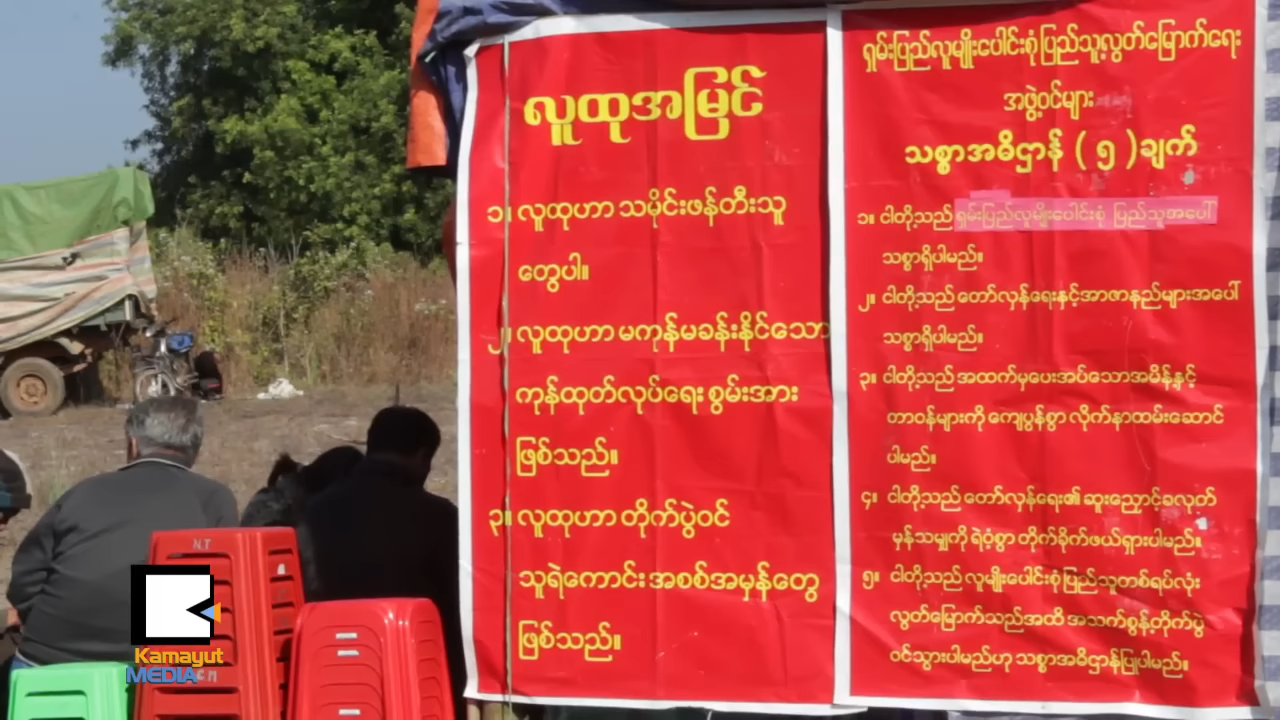 လူထုအမြင်
၁။ လူထုဟာ သမိုင်းဖန်တီးသူ
တွေပါ။
၂။ လူထုဟာ မကုန်မခန်းနိုင်သော
ကုန်ထုတ်လုပ်ရေး စွမ်းအား
ဖြစ်သည်။
၃။ လူထုဟာ တိုက်ပွဲဝင်
သူရဲကောင်း အစစ်အမှန်တွေ
ဖြစ်သည်။
ရှမ်းပြည်လူမျိုးပေါင်းစုံပြည်သူ့လွတ်မြောက်ရေး
အဖွဲ့ဝင်များ
သစ္စာအဓိဌာန် ( ၅ )ချက်
၁။ ငါတို့သည် ရှမ်းပြည်လူမျိုးပေါင်းစုံ ပြည်သူအပေါ်
သစ္စာရှိပါမည်။
၂။ ငါတို့သည် တော်လှန်ရေးနှင့်အာဇာနည်များအပေါ်
သစ္စာရှိပါမည်။
၃။ ငါတို့သည် အထက်မှပေးအပ်သောအမိန့်နှင့်
တာဝန်များကို ကျေပွန်စွာ လိုက်နာထမ်းဆောင်
ပါမည်။
၄။ ငါတို့သည် တော်လှန်ရေး၏ ဆူးညှောင့်ခလုတ်
မှန်သမျှကို ရဲဝံ့စွာ တိုက်ခိုက်ဖယ်ရှားပါမည်။
၅။ ငါတို့သည် လူမျိုးပေါင်းစုံ ပြည်သူတစ်ရပ်လုံး
လွတ်မြောက်သည်အထိ အသက်စွန့်တိုက်ပွဲ
ဝင်သွားပါမည်ဟု သစ္စာအဓိဌာန်ပြုပါမည်။
N.T
Kamayut
MEDIA